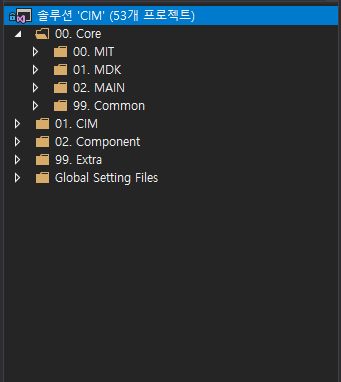 솔루션 'CIM' (53개 프로젝트)
00. Core
00. MIT
01. MDK
02. MAIN
99. Common
01. CIM
02. Component
99. Extra
Global Setting Files